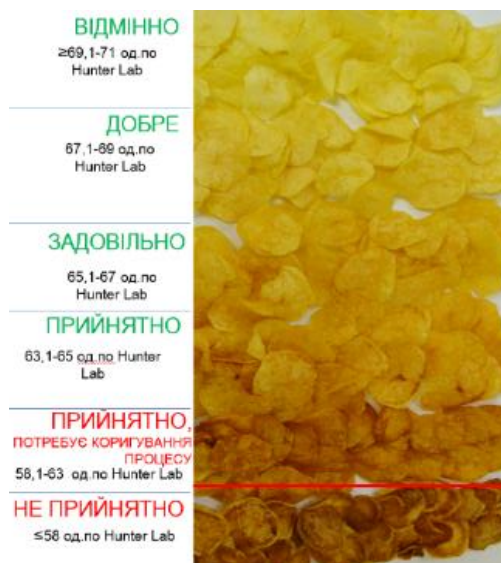 ВІДМІННО
≥69,1-71 од.по
Hunter Lab
ДОБРЕ
67,1-69 од.по
Hunter Lab
ЗАДОВІЛЬНО
65,1-67 од.по
Hunter Lab
ПРИЙНЯТНО
63,1-65 од.по Hunter
Lab
ПРИЙНЯТНО,
ПОТРЕБУЄ КОРИГУВАННЯ
ПРОЦЕСУ
58,1-63 од.по Hunter Lab
НЕ ПРИЙНЯТНО
≤58 од.по Hunter Lab